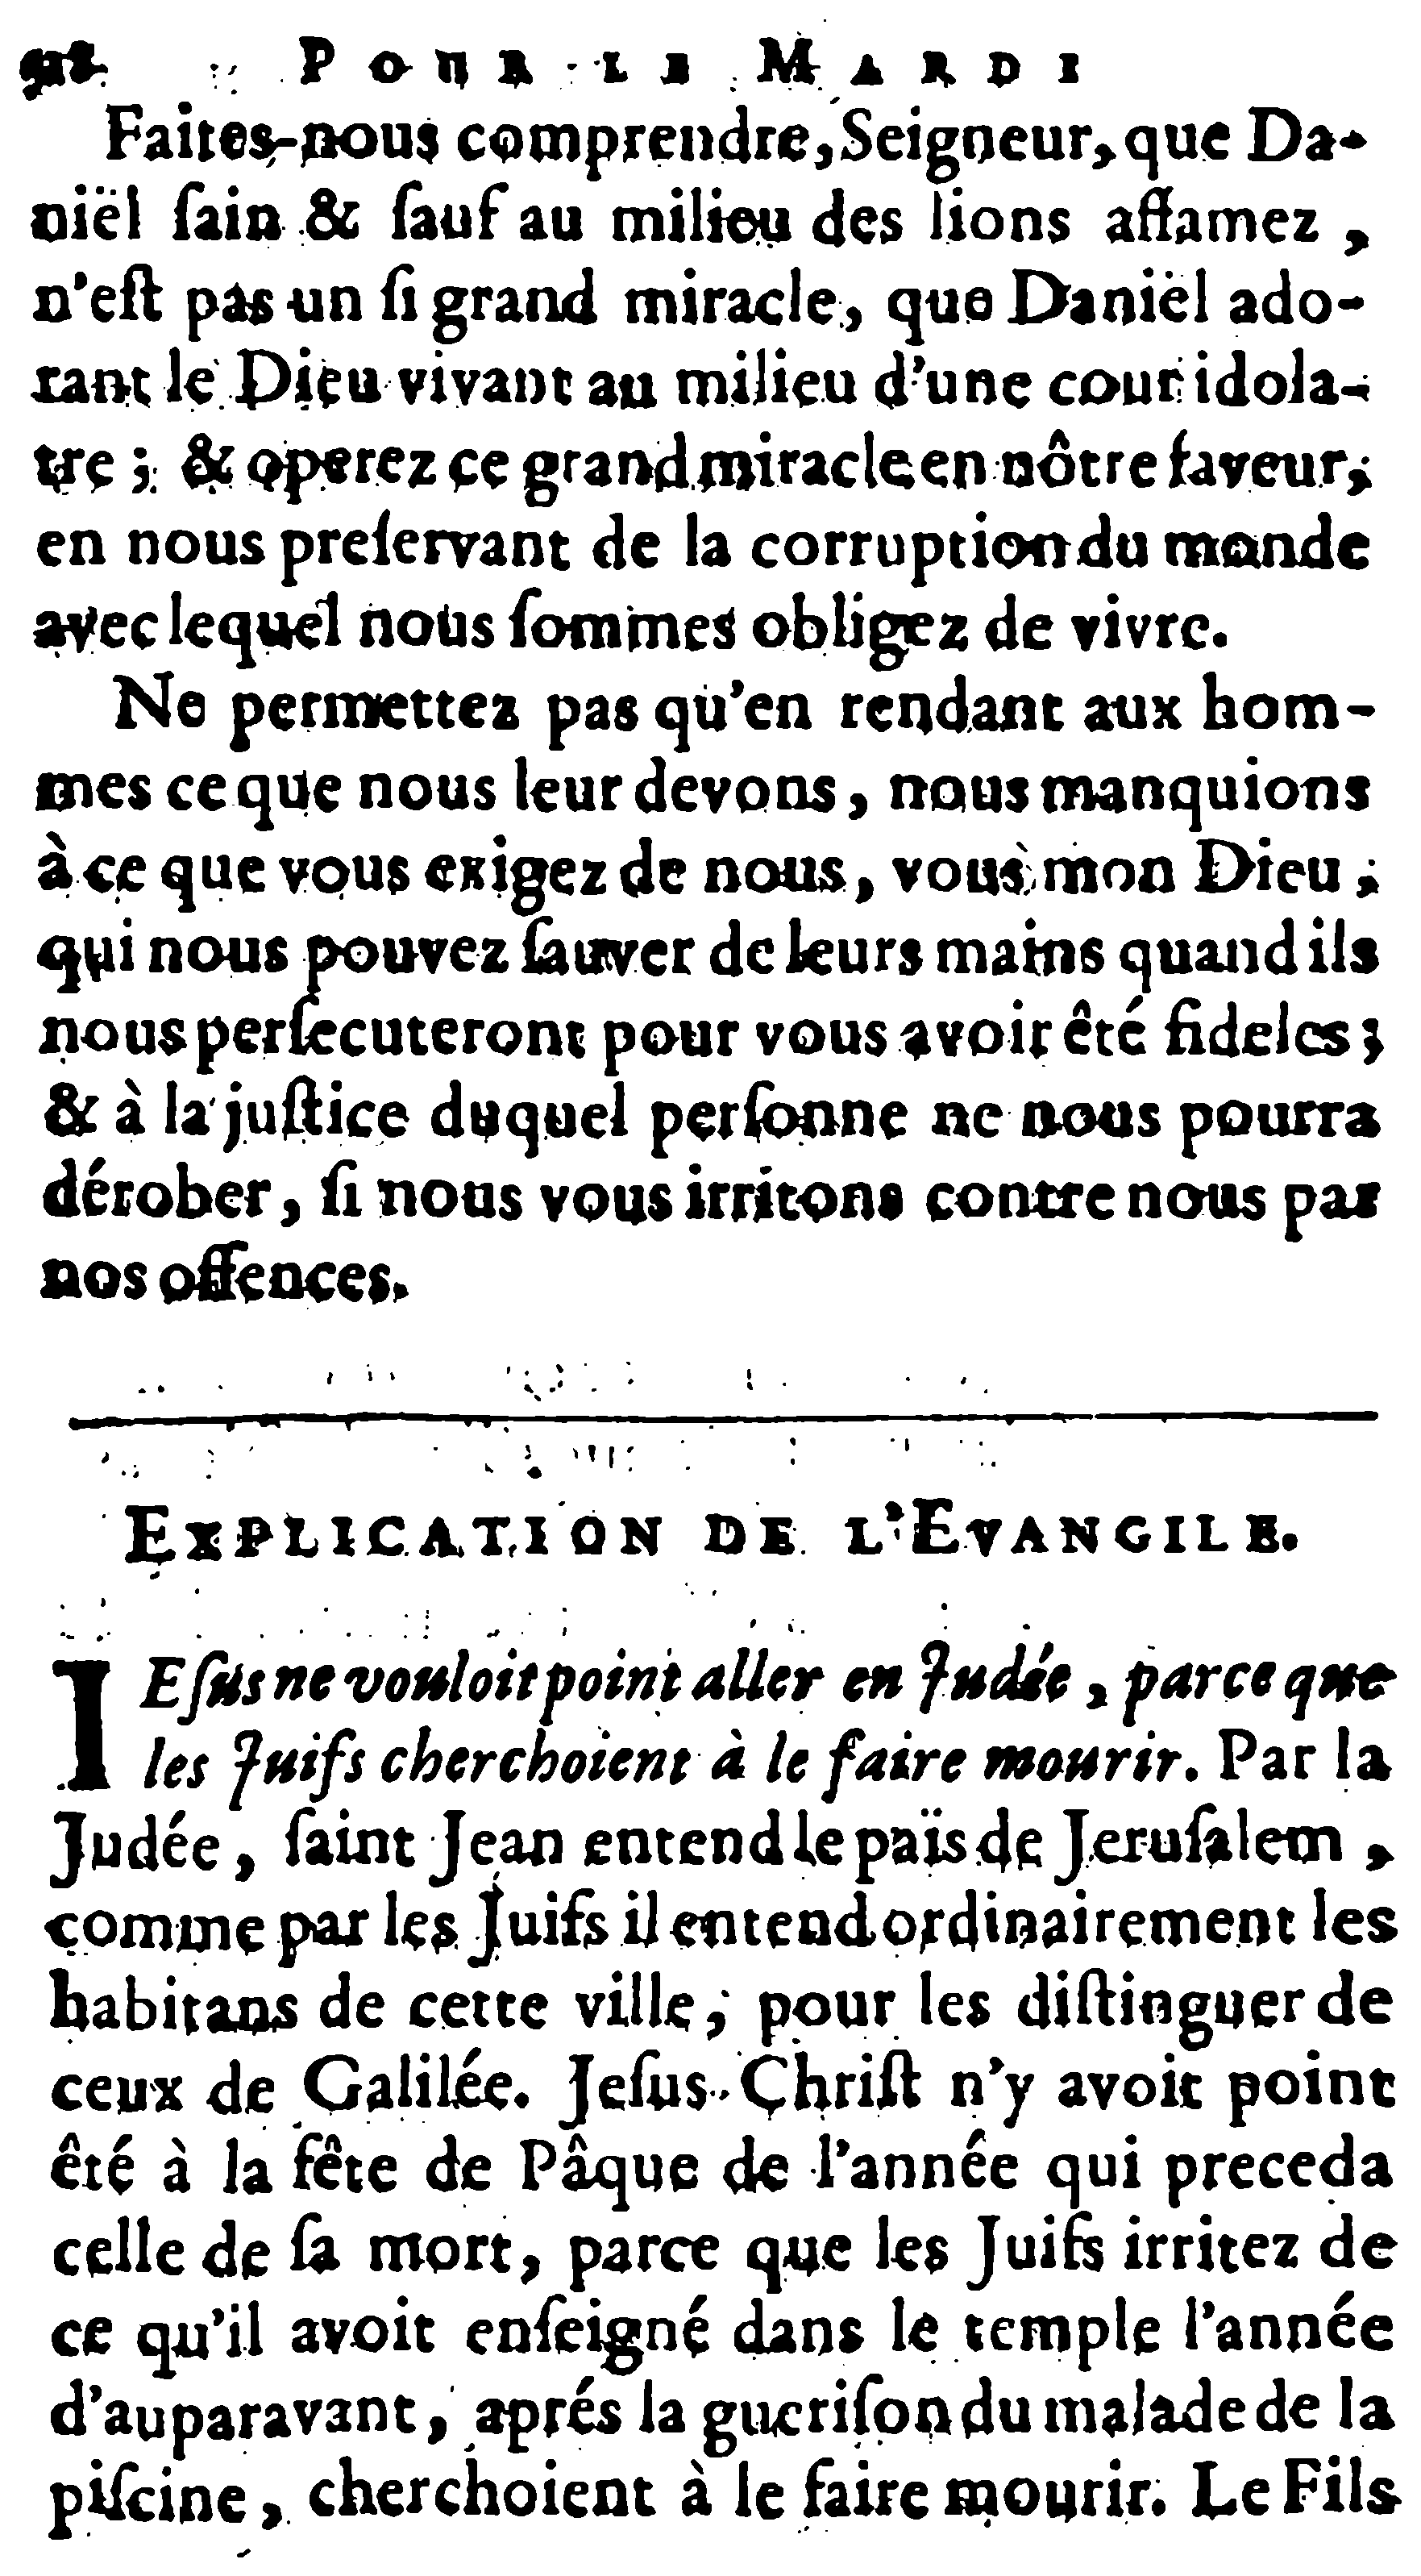 POUR LE MARDI
Faites-nous comprendre, Seigneur, que Da-
niël ſain & ſauf au milieu des lions affamez,
n'eſt pas un ſi grand miracle, que Daniël ado-
rant le Dieu vivant au milieu d'une cour idola-
tre; & operez ce grand miracle en nôtre faveur,
en nous preſervant de la corruption du monde
avec lequel nous ſommes obligez de vivre.
Ne permettez pas qu'en rendant aux hom-
mes ce que nous leur devons, nous manquions
à ce que vous exigez de nous, vous mon Dieu,
qui nous pouvez ſauver de leurs mains quand ils
nous perſecuteront pour vous avoir êté fideles;
& à la juſtice duquel perſonne ne nous pourra
dérober, ſi nous vous irritons contre nous par
nos offences.
EXPLICATION DE L'EVANGILE.
IEſus ne vouloit point aller en Judée, parce que
les Juifs cherchoient à le faire mourir. Par la
Judée, ſaint Jean entend le païs de Jeruſalem,
comme par les Juifs il entend ordinairement les
habitans de cette ville, pour les diſtinguer de
ceux de Galilée. Jeſus-Chriſt n'y avoit point
êté à la fête de Pâque de l'année qui preceda
celle de ſa mort, parce que les Juifs irritez de
ce qu'il avoit enſeigné dans le temple l'année
d'auparavant, aprés la gueriſon du malade de la
piſcine, cherchoient à le faire mourir. Le Fils